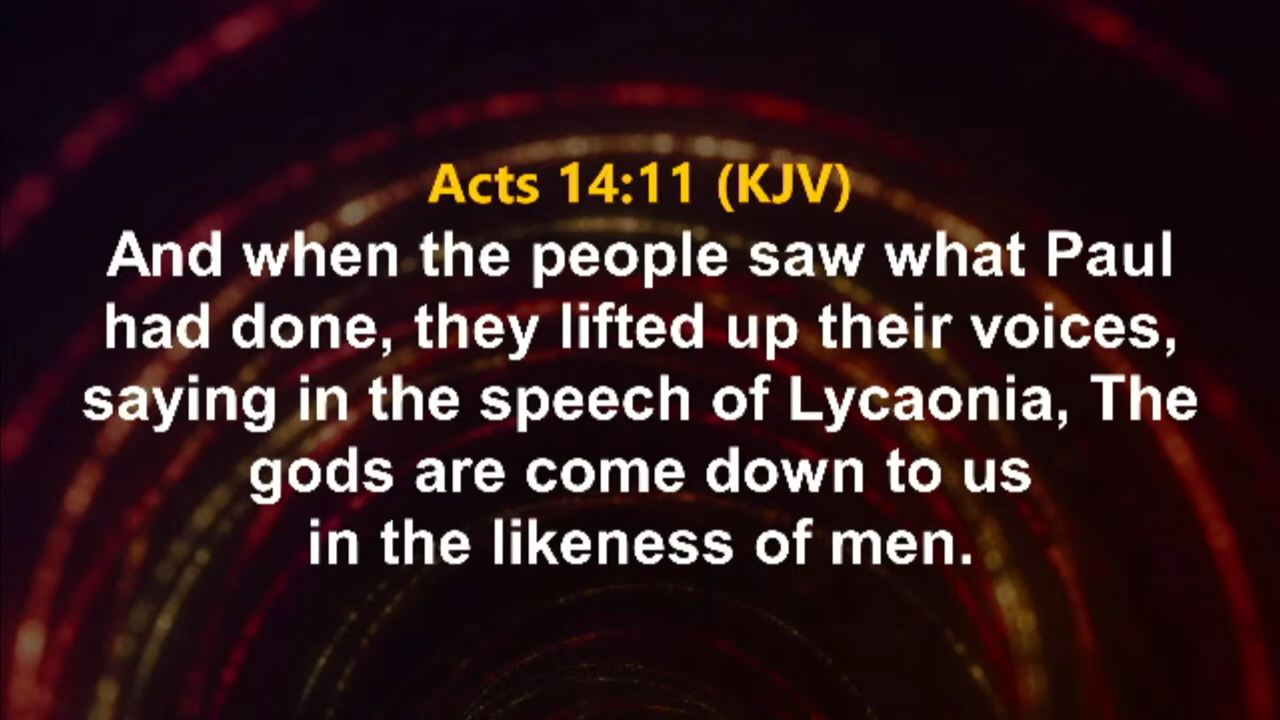 Acts 14:11 (KJV)
And when the people saw what Paul
had done, they lifted up their voices,
saying in the speech of Lycaonia, The
gods are come down to us
in the likeness of men.